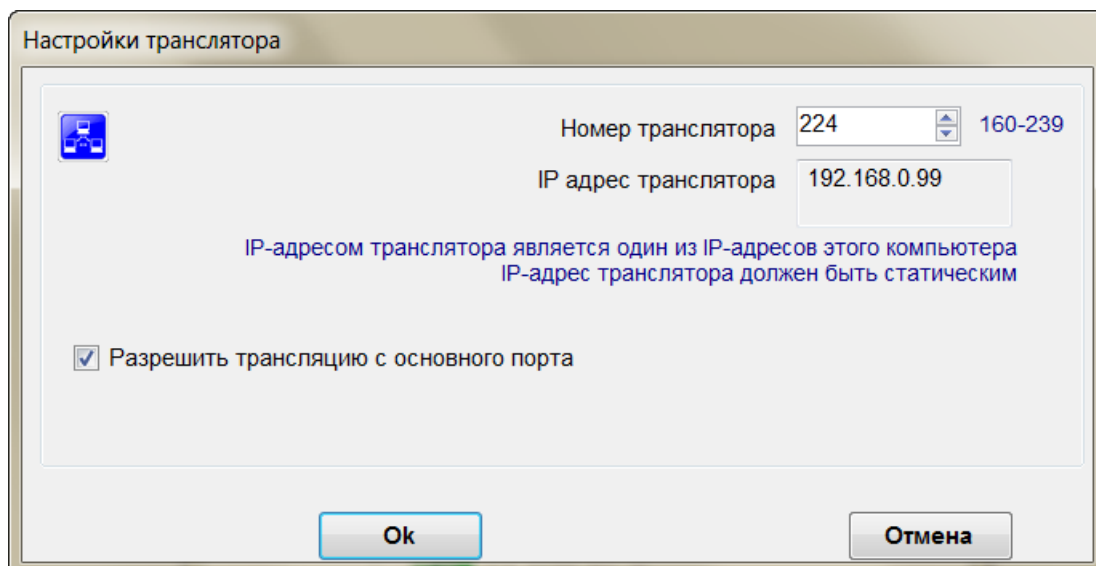 Настройки транслятора
Номер транслятора 224 160-239
IP адрес транслятора 192.168.0.99
IP-адресом транслятора является один из IP-адресов этого компьютера
IP-адрес транслятора должен быть статическим
Разрешить трансляцию с основного порта
Ok Отмена